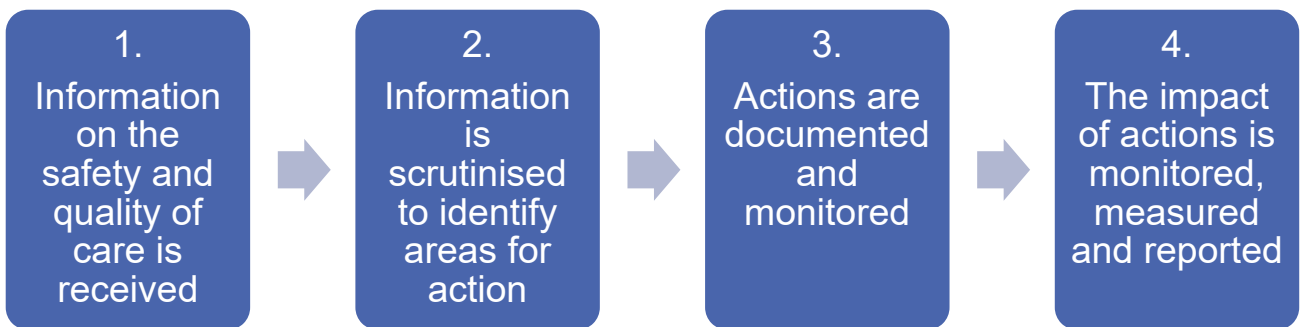 1.
Information
on the
safety and
quality of
care is
received
2.
Information
is
scrutinised
to identify
areas for
action
3.
Actions are
documented
and
monitored
4.
The impact
of actions is
monitored,
measured
and reported